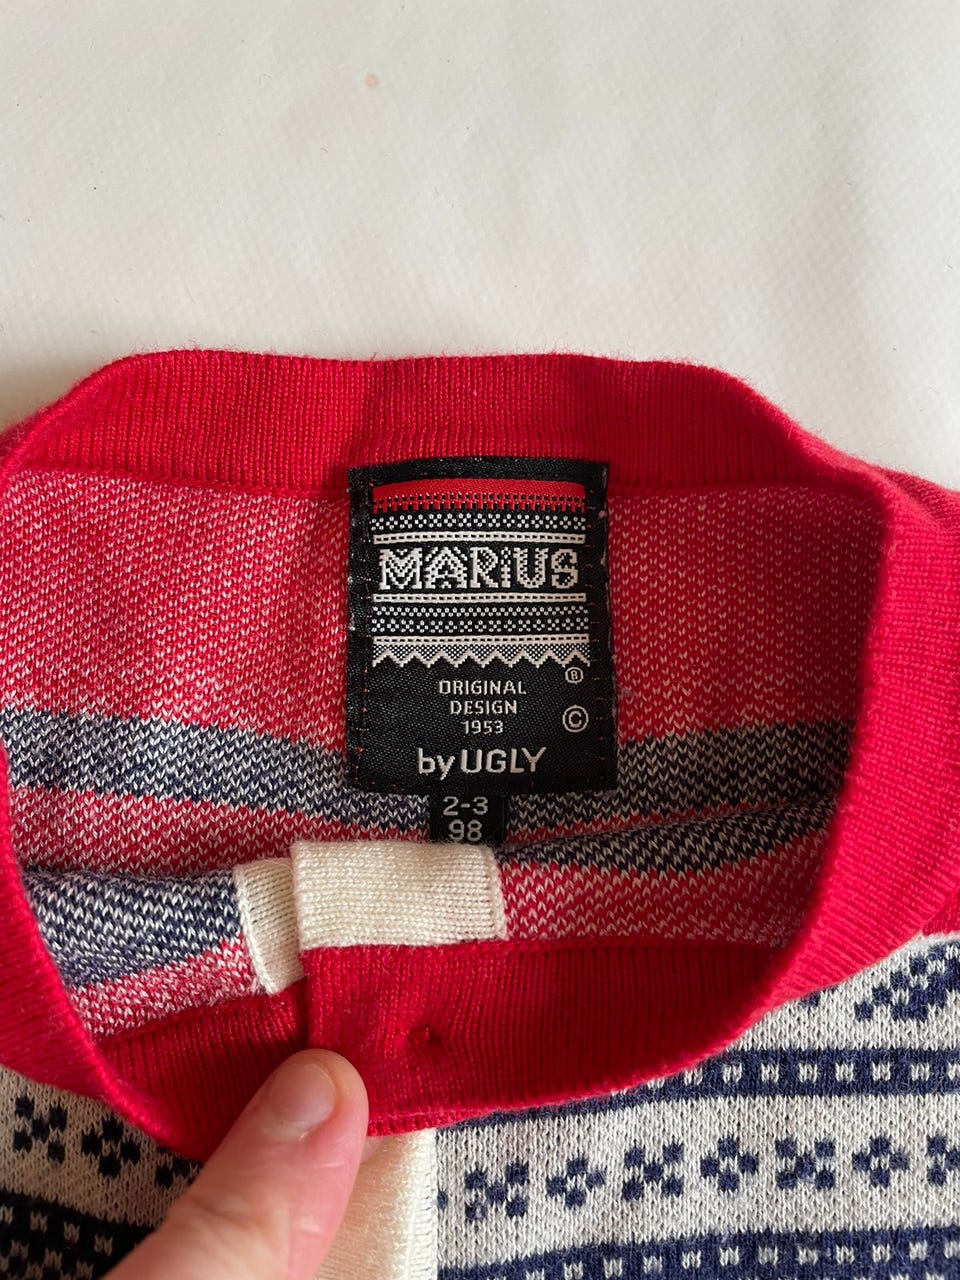 MARiUS
®
ORIGINAL
DESIGN
1953
©
by UGLY
2-3
98